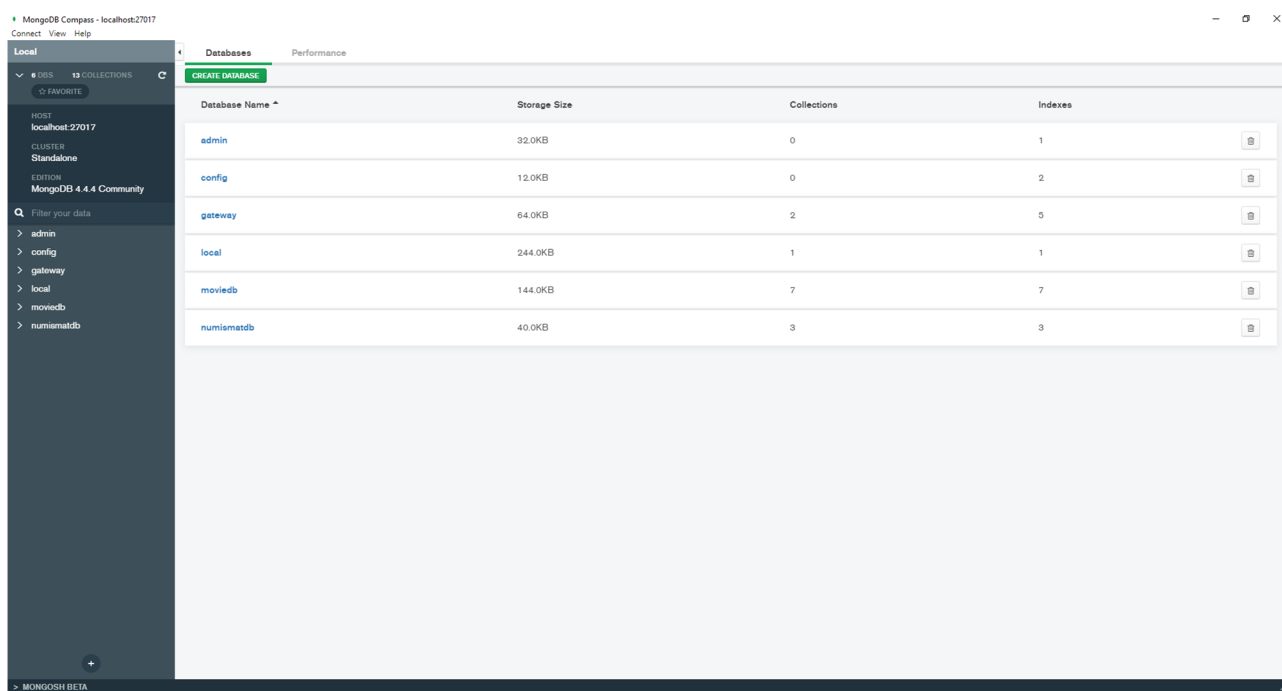 MongoDB Compass - localhost:27017
Connect View Help
Local
6 DBS 13 COLLECTIONS
FAVORITE
HOST
localhost:27017
CLUSTER
Standalone
EDITION
MongoDB 4.4.4 Community
Filter your data
admin
config
gateway
local
moviedb
numismatdb
> MONGOSH BETA
Databases Performance
CREATE DATABASE
Database Name Storage Size Collections Indexes
admin 32.0KB 0 1
config 12.0KB 0 2
gateway 64.0KB 2 5
local 244.0KB 1 1
moviedb 144.0KB 7 7
numismatdb 40.0KB 3 3